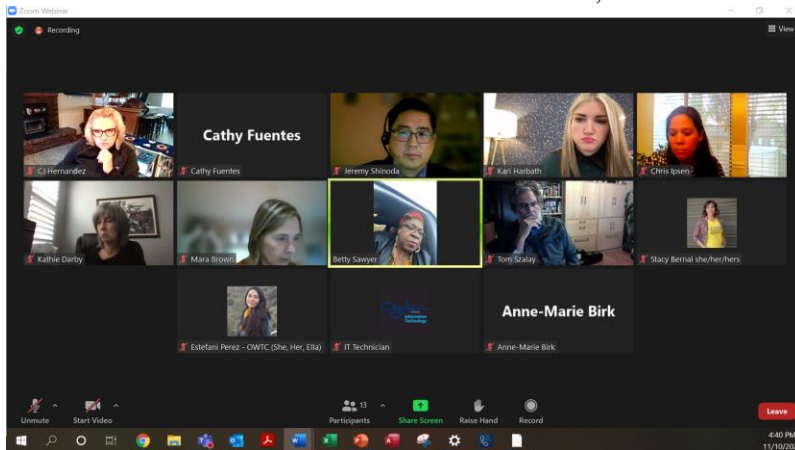 Zoom Webinar
Recording
View
CJ Hernandez
Cathy Fuentes
Cathy Fuentes
Jeremy Shinoda
Kari Harbath
Chris Ipsen
Kathie Darby
Mara Brown
Betty Sawyer
Tom Szalay
Stacy Bernal she/her/hers
Estefani Perez - OWTC (She, Her, Ella)
Information
Technology
IT Technician
Anne-Marie Birk
Anne-Marie Birk
Unmute
Start Video
13
Participants
Share Screen
Raise Hand
Record
Leave
4:40 PM
11/10/202